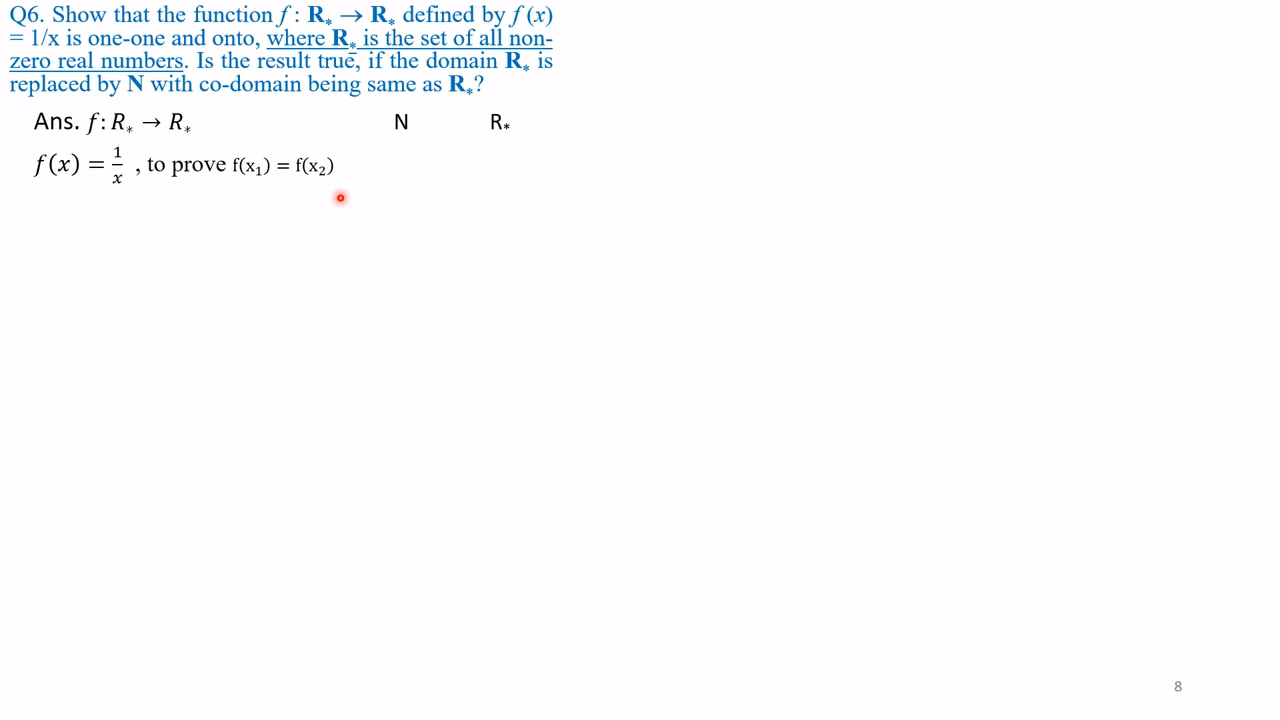 Q6. Show that the function f : R* → R* defined by f (x)
= 1/x is one-one and onto, where R* is the set of all non-
zero real numbers. Is the result true, if the domain R* is
replaced by N with co-domain being same as R*?
Ans. f: R* → R* N R*
f(x) = 1/x , to prove f(x₁) = f(x₂)
8